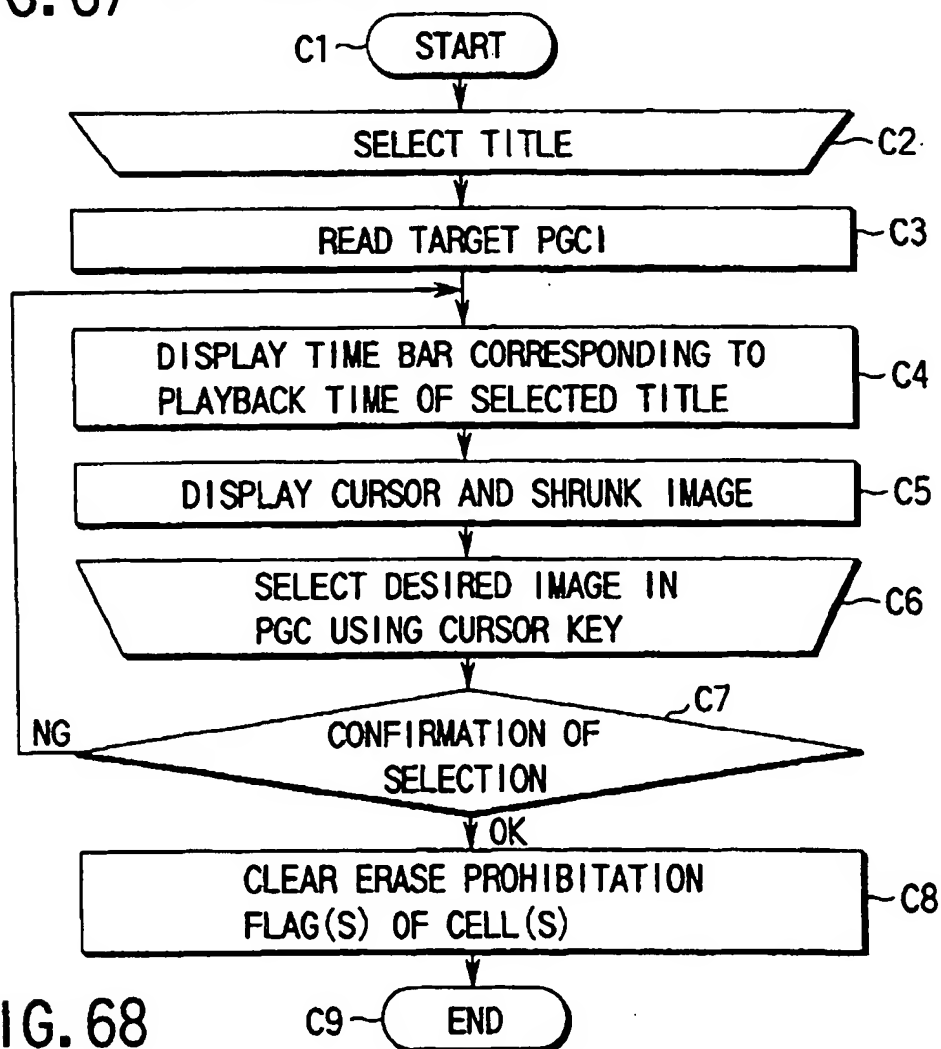 G. 67
C1 START
SELECT TITLE C2
READ TARGET PGCI C3
DISPLAY TIME BAR CORRESPONDING TO
PLAYBACK TIME OF SELECTED TITLE
C4
DISPLAY CURSOR AND SHRUNK IMAGE C5
SELECT DESIRED IMAGE IN
PGC USING CURSOR KEY
C6
C7
NG
CONFIRMATION OF
SELECTION
OK
CLEAR ERASE PROHIBITATION
FLAG(S) OF CELL(S)
C8
C9 END
IG. 68